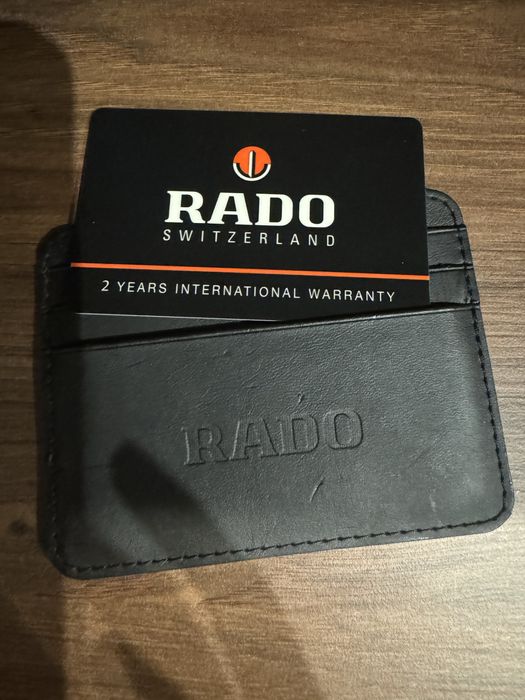 RADO
SWITZERLAND
2 YEARS INTERNATIONAL WARRANTY
RADO